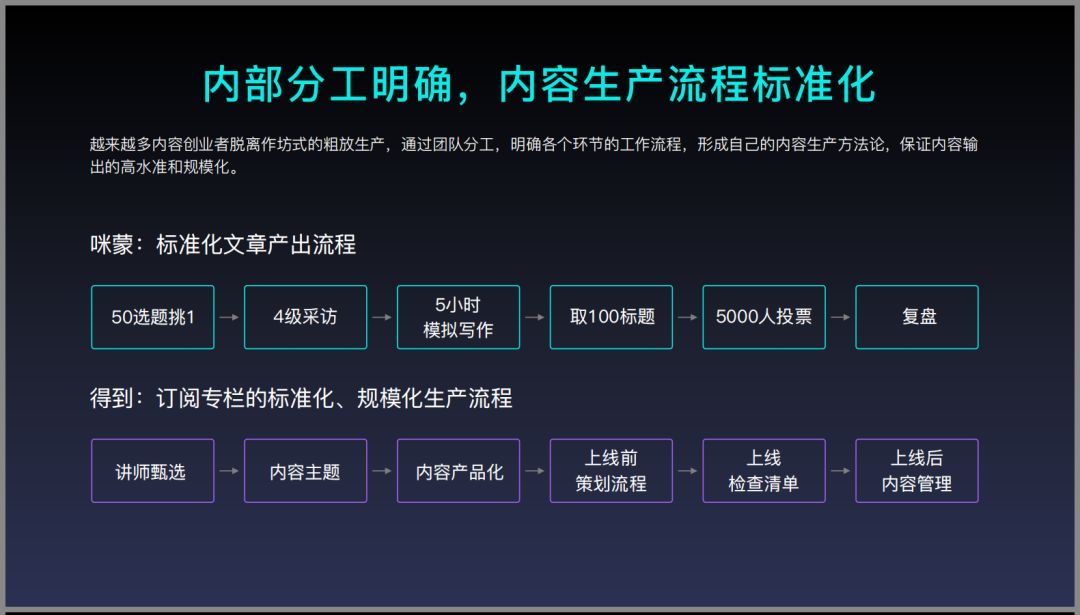 内部分工明确，内容生产流程标准化
越来越多内容创业者脱离作坊式的粗放生产，通过团队分工，明确各个环节的工作流程，形成自己的内容生产方法论，保证内容输
出的高水准和规模化。
咪蒙：标准化文章产出流程
50选题挑1
4级采访
5小时
模拟写作
取100标题
5000人投票
复盘
得到：订阅专栏的标准化、规模化生产流程
讲师甄选
内容主题
内容产品化
上线前
策划流程
上线
检查清单
上线后
内容管理